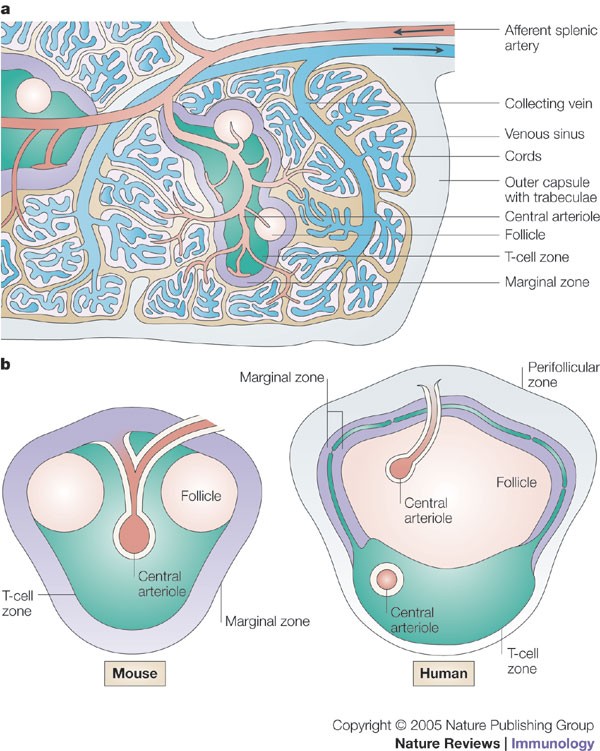 a
Afferent splenic
artery
Collecting vein
Venous sinus
Cords
Outer capsule
with trabeculae
Central arteriole
Follicle
T-cell zone
Marginal zone
b
Marginal zone
Perifollicular
zone
Follicle
Central
arteriole
T-cell
zone
Marginal zone
Mouse
Central
arteriole
Follicle
Central
arteriole
T-cell
zone
Human
Copyright © 2005 Nature Publishing Group
Nature Reviews | Immunology